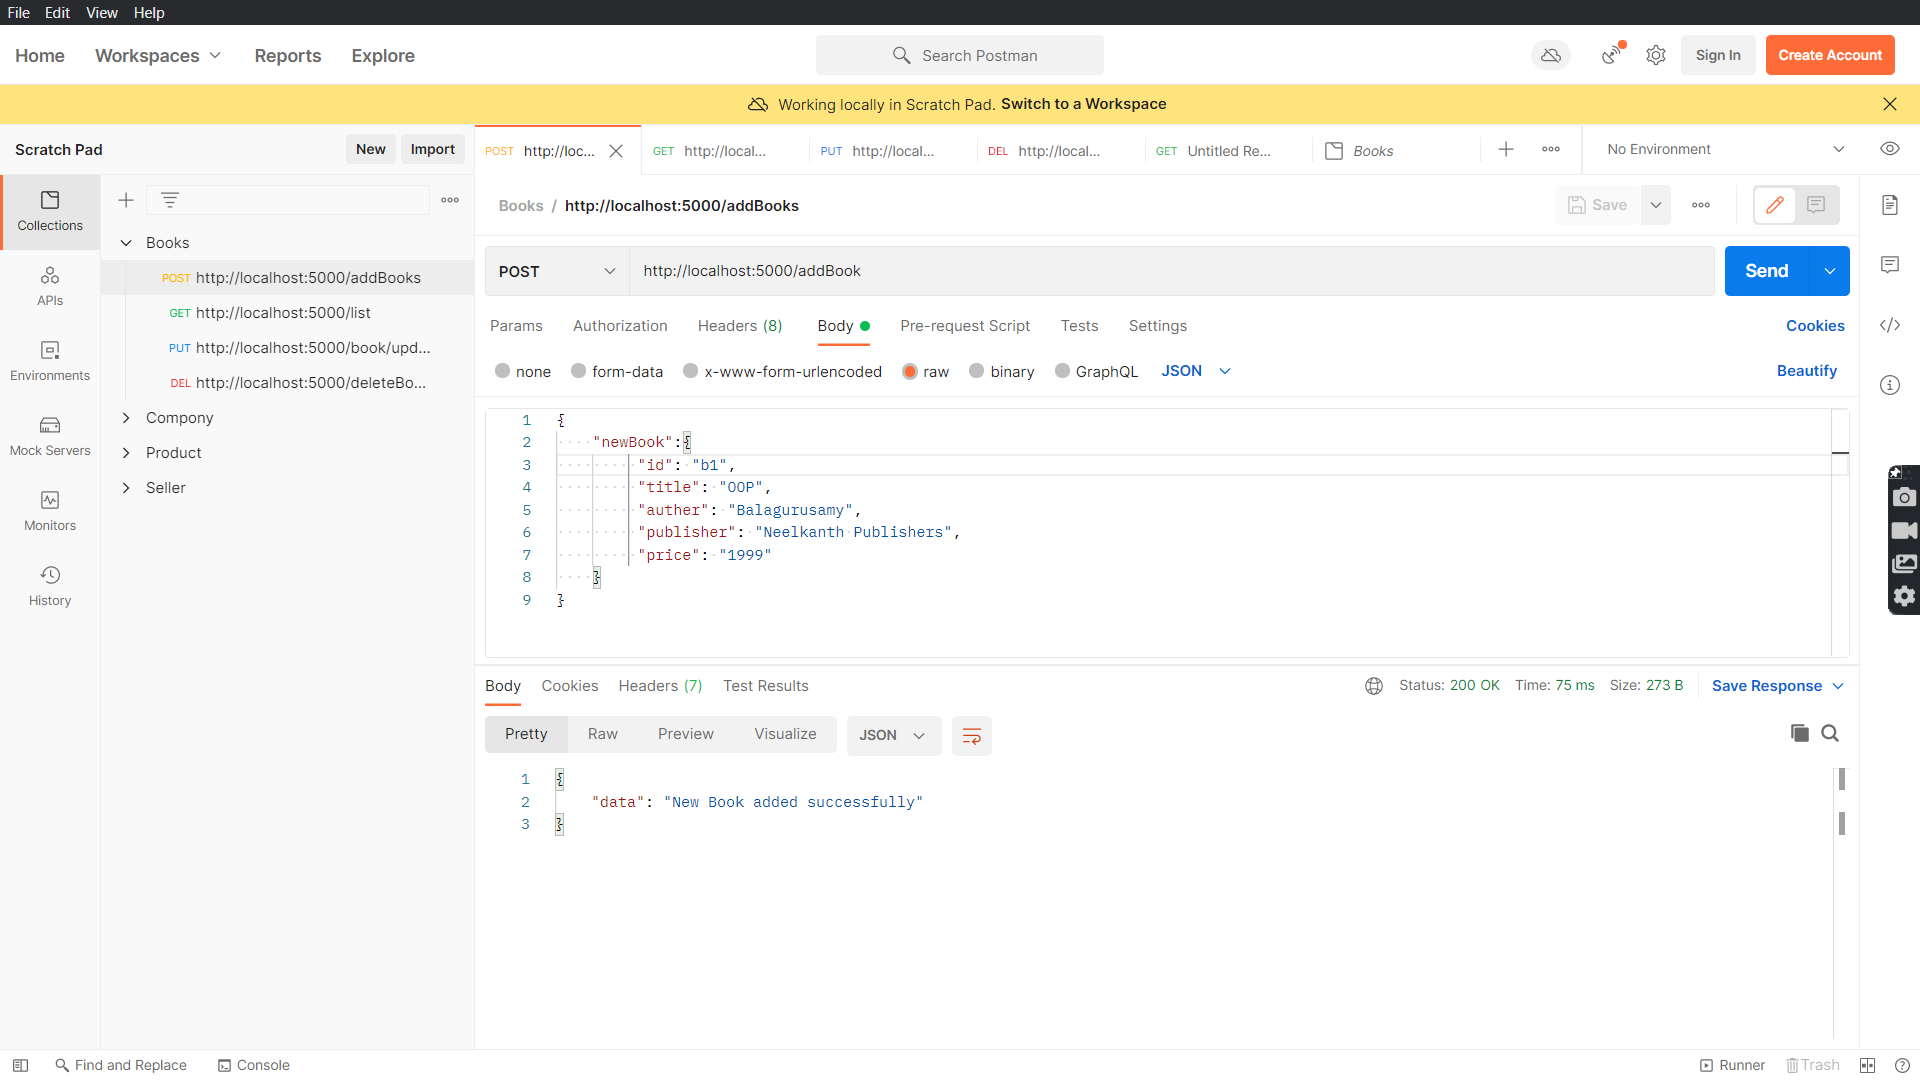 File Edit View Help
Home Workspaces Reports Explore Search Postman Sign In Create Account
Working locally in Scratch Pad. Switch to a Workspace
Scratch Pad New Import
POST http://loc... GET http://local... PUT http://local... DEL http://local... GET Untitled Re... Books No Environment
Collections
APIs
Environments
Mock Servers
Monitors
History
Books
POST http://localhost:5000/addBooks
GET http://localhost:5000/list
PUT http://localhost:5000/book/upd...
DEL http://localhost:5000/deleteBo...
Company
Product
Seller
Books / http://localhost:5000/addBooks Save
POST http://localhost:5000/addBook Send
Params Authorization Headers (8) Body Pre-request Script Tests Settings Cookies
none form-data x-www-form-urlencoded raw binary GraphQL JSON Beautify
1 {
2 "newBook":{
3 "id": "b1",
4 "title": "OOP",
5 "auther": "Balagurusamy",
6 "publisher": "Neelkanth Publishers",
7 "price": "1999"
8 }
9 }
Body Cookies Headers (7) Test Results Status: 200 OK Time: 75 ms Size: 273 B Save Response
Pretty Raw Preview Visualize JSON
1 {
2 "data": "New Book added successfully"
3 }
Find and Replace Console Runner Trash